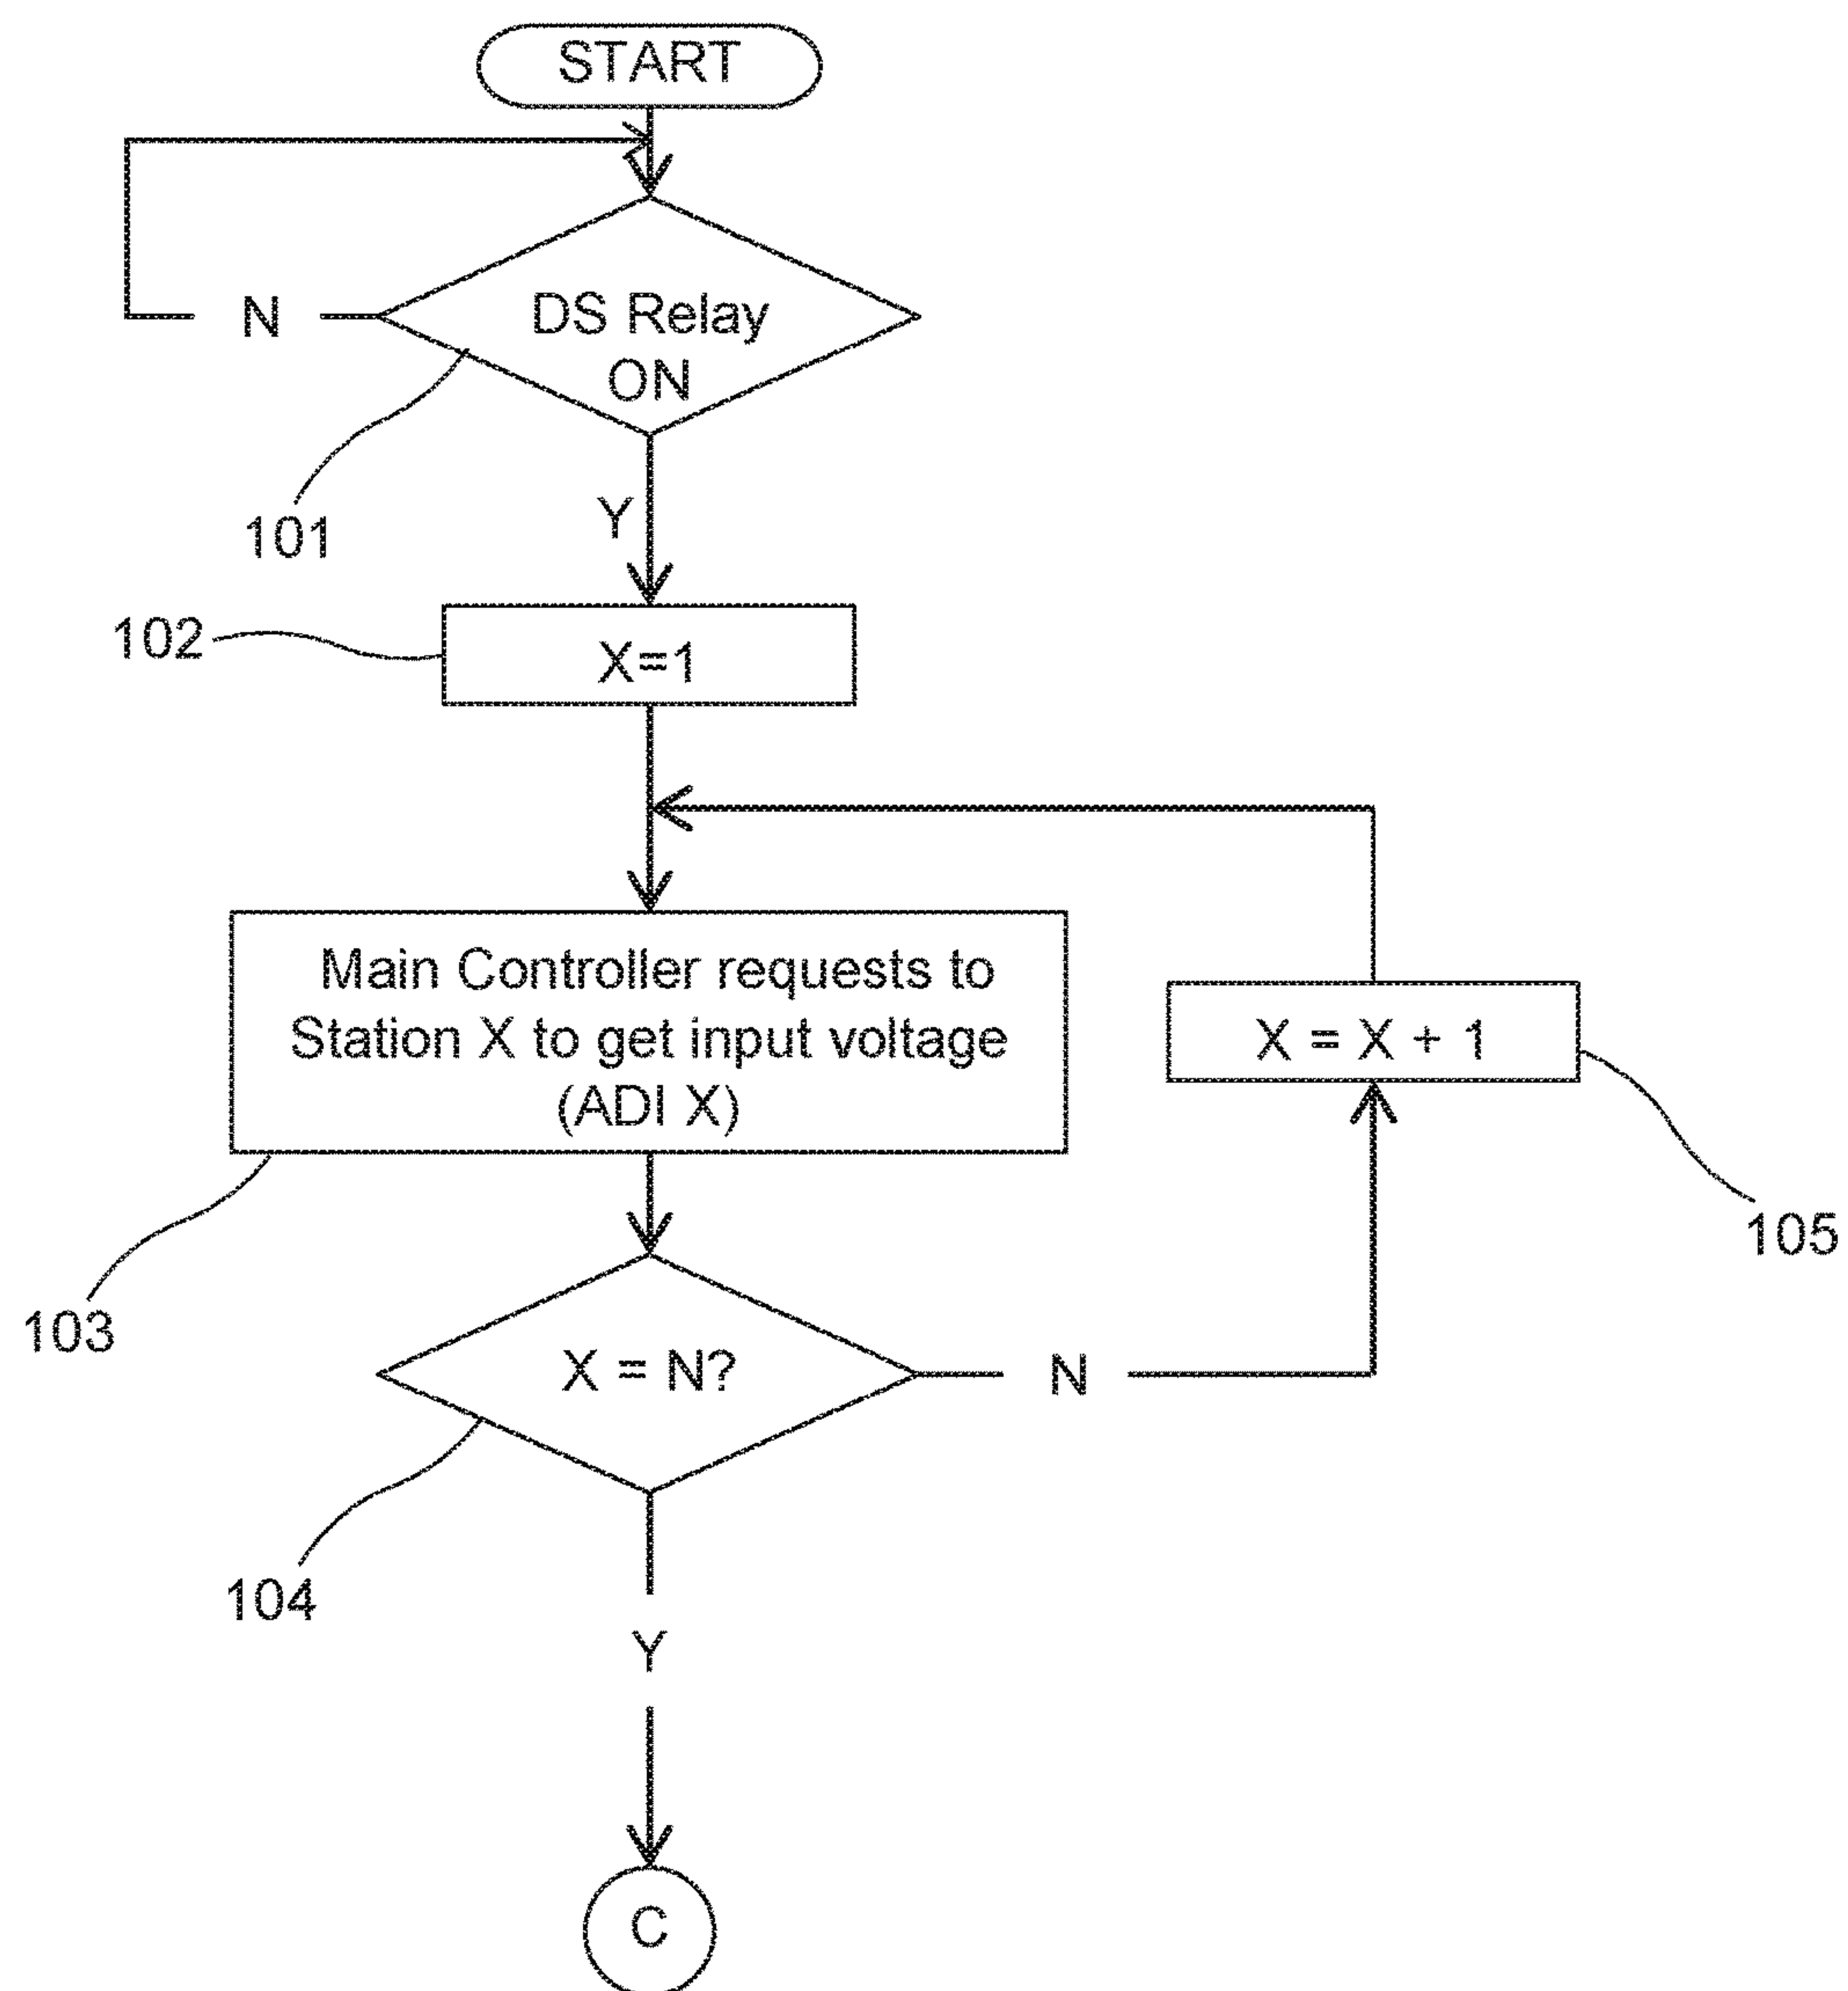 START
N
DS Relay
ON
101
Y
102
X=1
Main Controller requests to
Station X to get input voltage
(ADI X)
X = X + 1
105
103
X = N?
N
104
Y
C